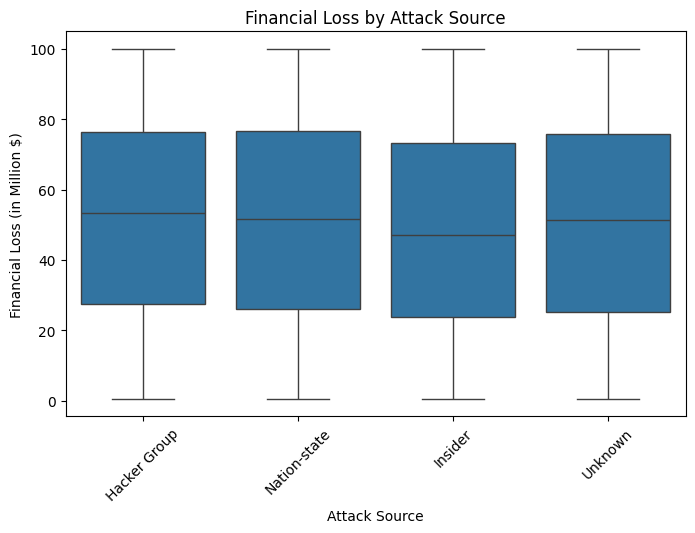 Financial Loss by Attack Source
Financial Loss (in Million $)
100
80
60
40
20
0
Hacker Group
Nation-state
Insider
Unknown
Attack Source